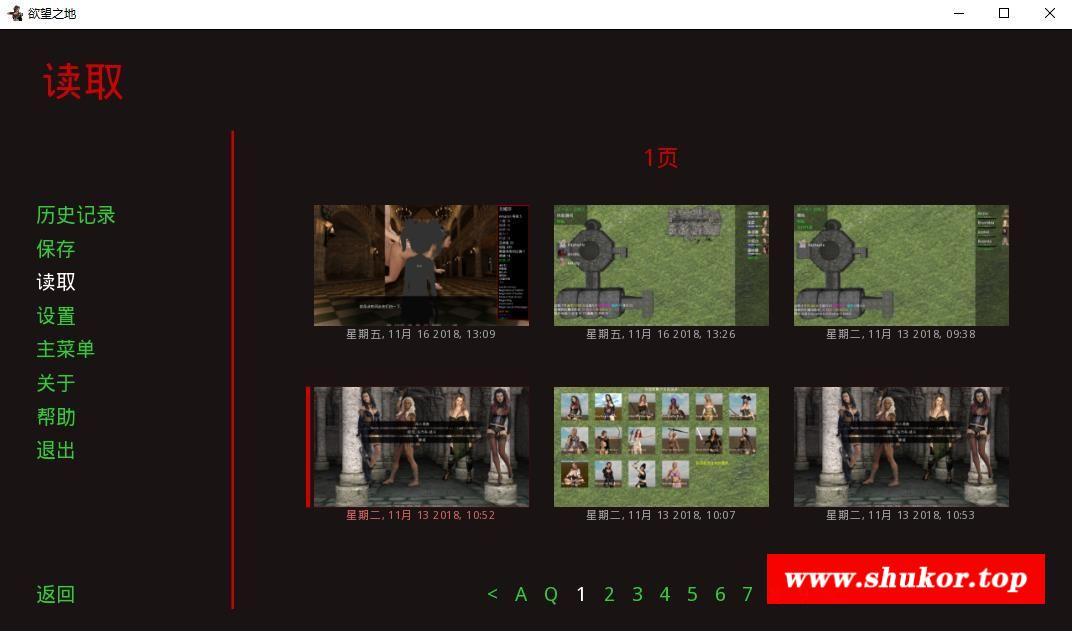 欲望之地
读取
1页
历史记录
保存
读取
设置
主菜单
关于
帮助
退出
返回
星期五, 11月 16 2018, 13:09
星期五, 11月 16 2018, 13:26
星期二, 11月 13 2018, 09:38
星期二, 11月 13 2018, 10:52
星期二, 11月 13 2018, 10:07
星期二, 11月 13 2018, 10:53
< A Q 1 2 3 4 5 6 7
www.shukor.top